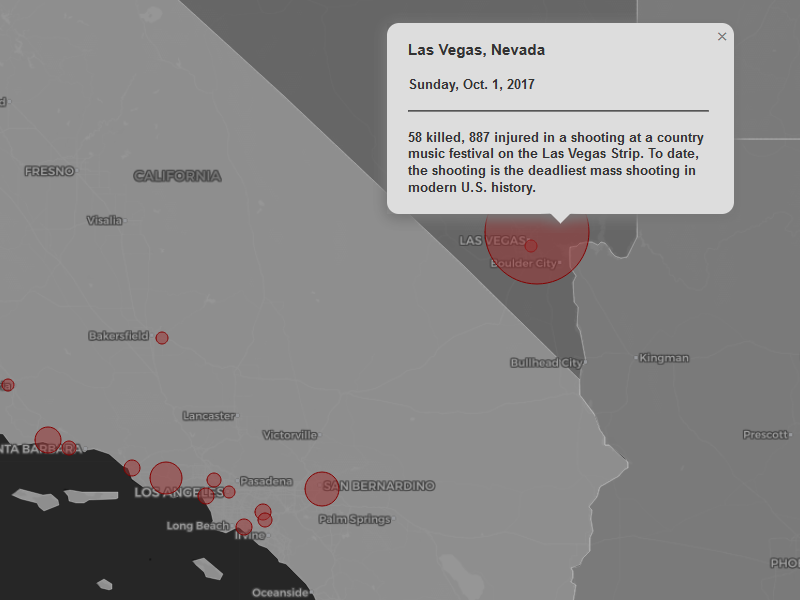 ×
Las Vegas, Nevada
Sunday, Oct. 1, 2017
58 killed, 887 injured in a shooting at a country
music festival on the Las Vegas Strip. To date,
the shooting is the deadliest mass shooting in
modern U.S. history.
FRESNO
CALIFORNIA
Visalia
LAS VEGAS
Boulder City
Bakersfield
Bullhead City
Kingman
Lancaster
Victorville
Prescott
NTA BARBARA
Pasadena
LOS ANGELES
SAN BERNARDINO
Long Beach
Palm Springs
Irvine
PHO
Oceanside